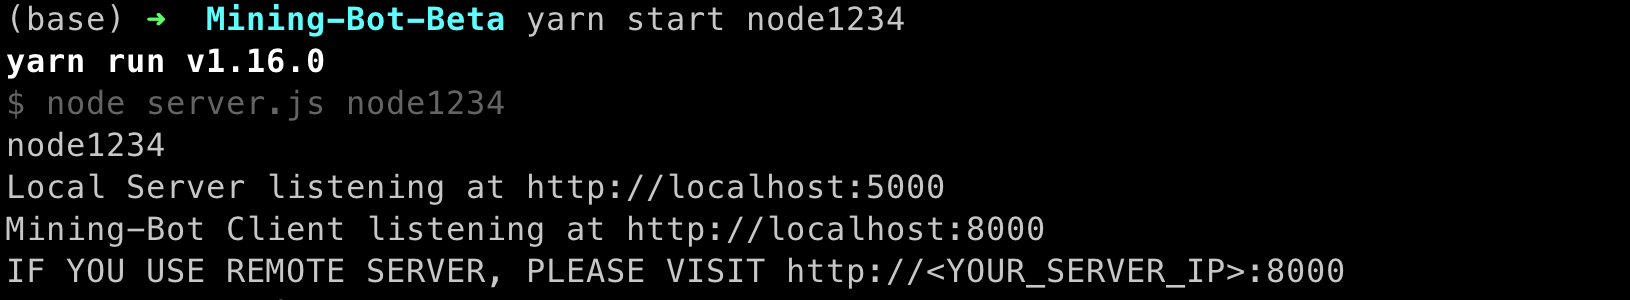 (base) ➜ Mining-Bot-Beta yarn start node1234
yarn run v1.16.0
$ node server.js node1234
node1234
Local Server listening at http://localhost:5000
Mining-Bot Client listening at http://localhost:8000
IF YOU USE REMOTE SERVER, PLEASE VISIT http://<YOUR_SERVER_IP>:8000